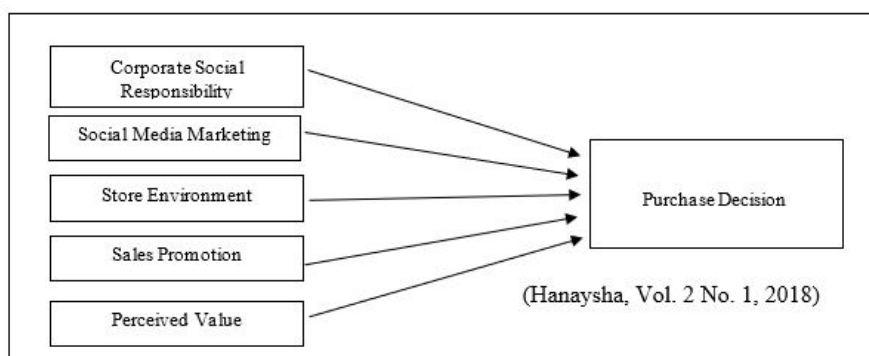 Corporate Social
Responsibility
Social Media Marketing
Store Environment
Sales Promotion
Perceived Value
Purchase Decision
(Hanaysha, Vol. 2 No. 1, 2018)